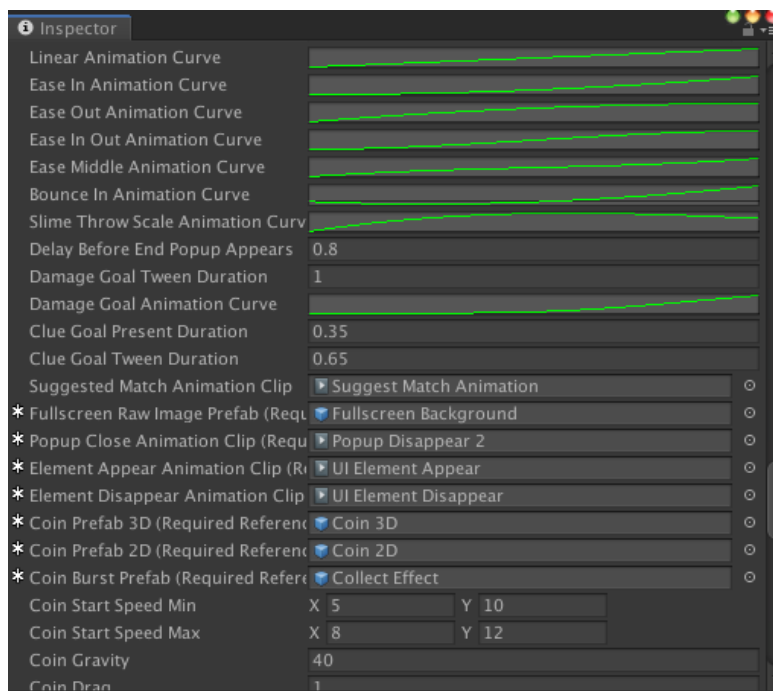 Inspector
Linear Animation Curve
Ease In Animation Curve
Ease Out Animation Curve
Ease In Out Animation Curve
Ease Middle Animation Curve
Bounce In Animation Curve
Slime Throw Scale Animation Curv
Delay Before End Popup Appears 0.8
Damage Goal Tween Duration 1
Damage Goal Animation Curve
Clue Goal Present Duration 0.35
Clue Goal Tween Duration 0.65
Suggested Match Animation Clip Suggest Match Animation
* Fullscreen Raw Image Prefab (Requ Fullscreen Background
* Popup Close Animation Clip (Requ Popup Disappear 2
* Element Appear Animation Clip (Re UI Element Appear
* Element Disappear Animation Clip UI Element Disappear
* Coin Prefab 3D (Required Referenc Coin 3D
* Coin Prefab 2D (Required Referenc Coin 2D
* Coin Burst Prefab (Required Refere Collect Effect
Coin Start Speed Min X 5 Y 10
Coin Start Speed Max X 8 Y 12
Coin Gravity 40
Coin Drag 1